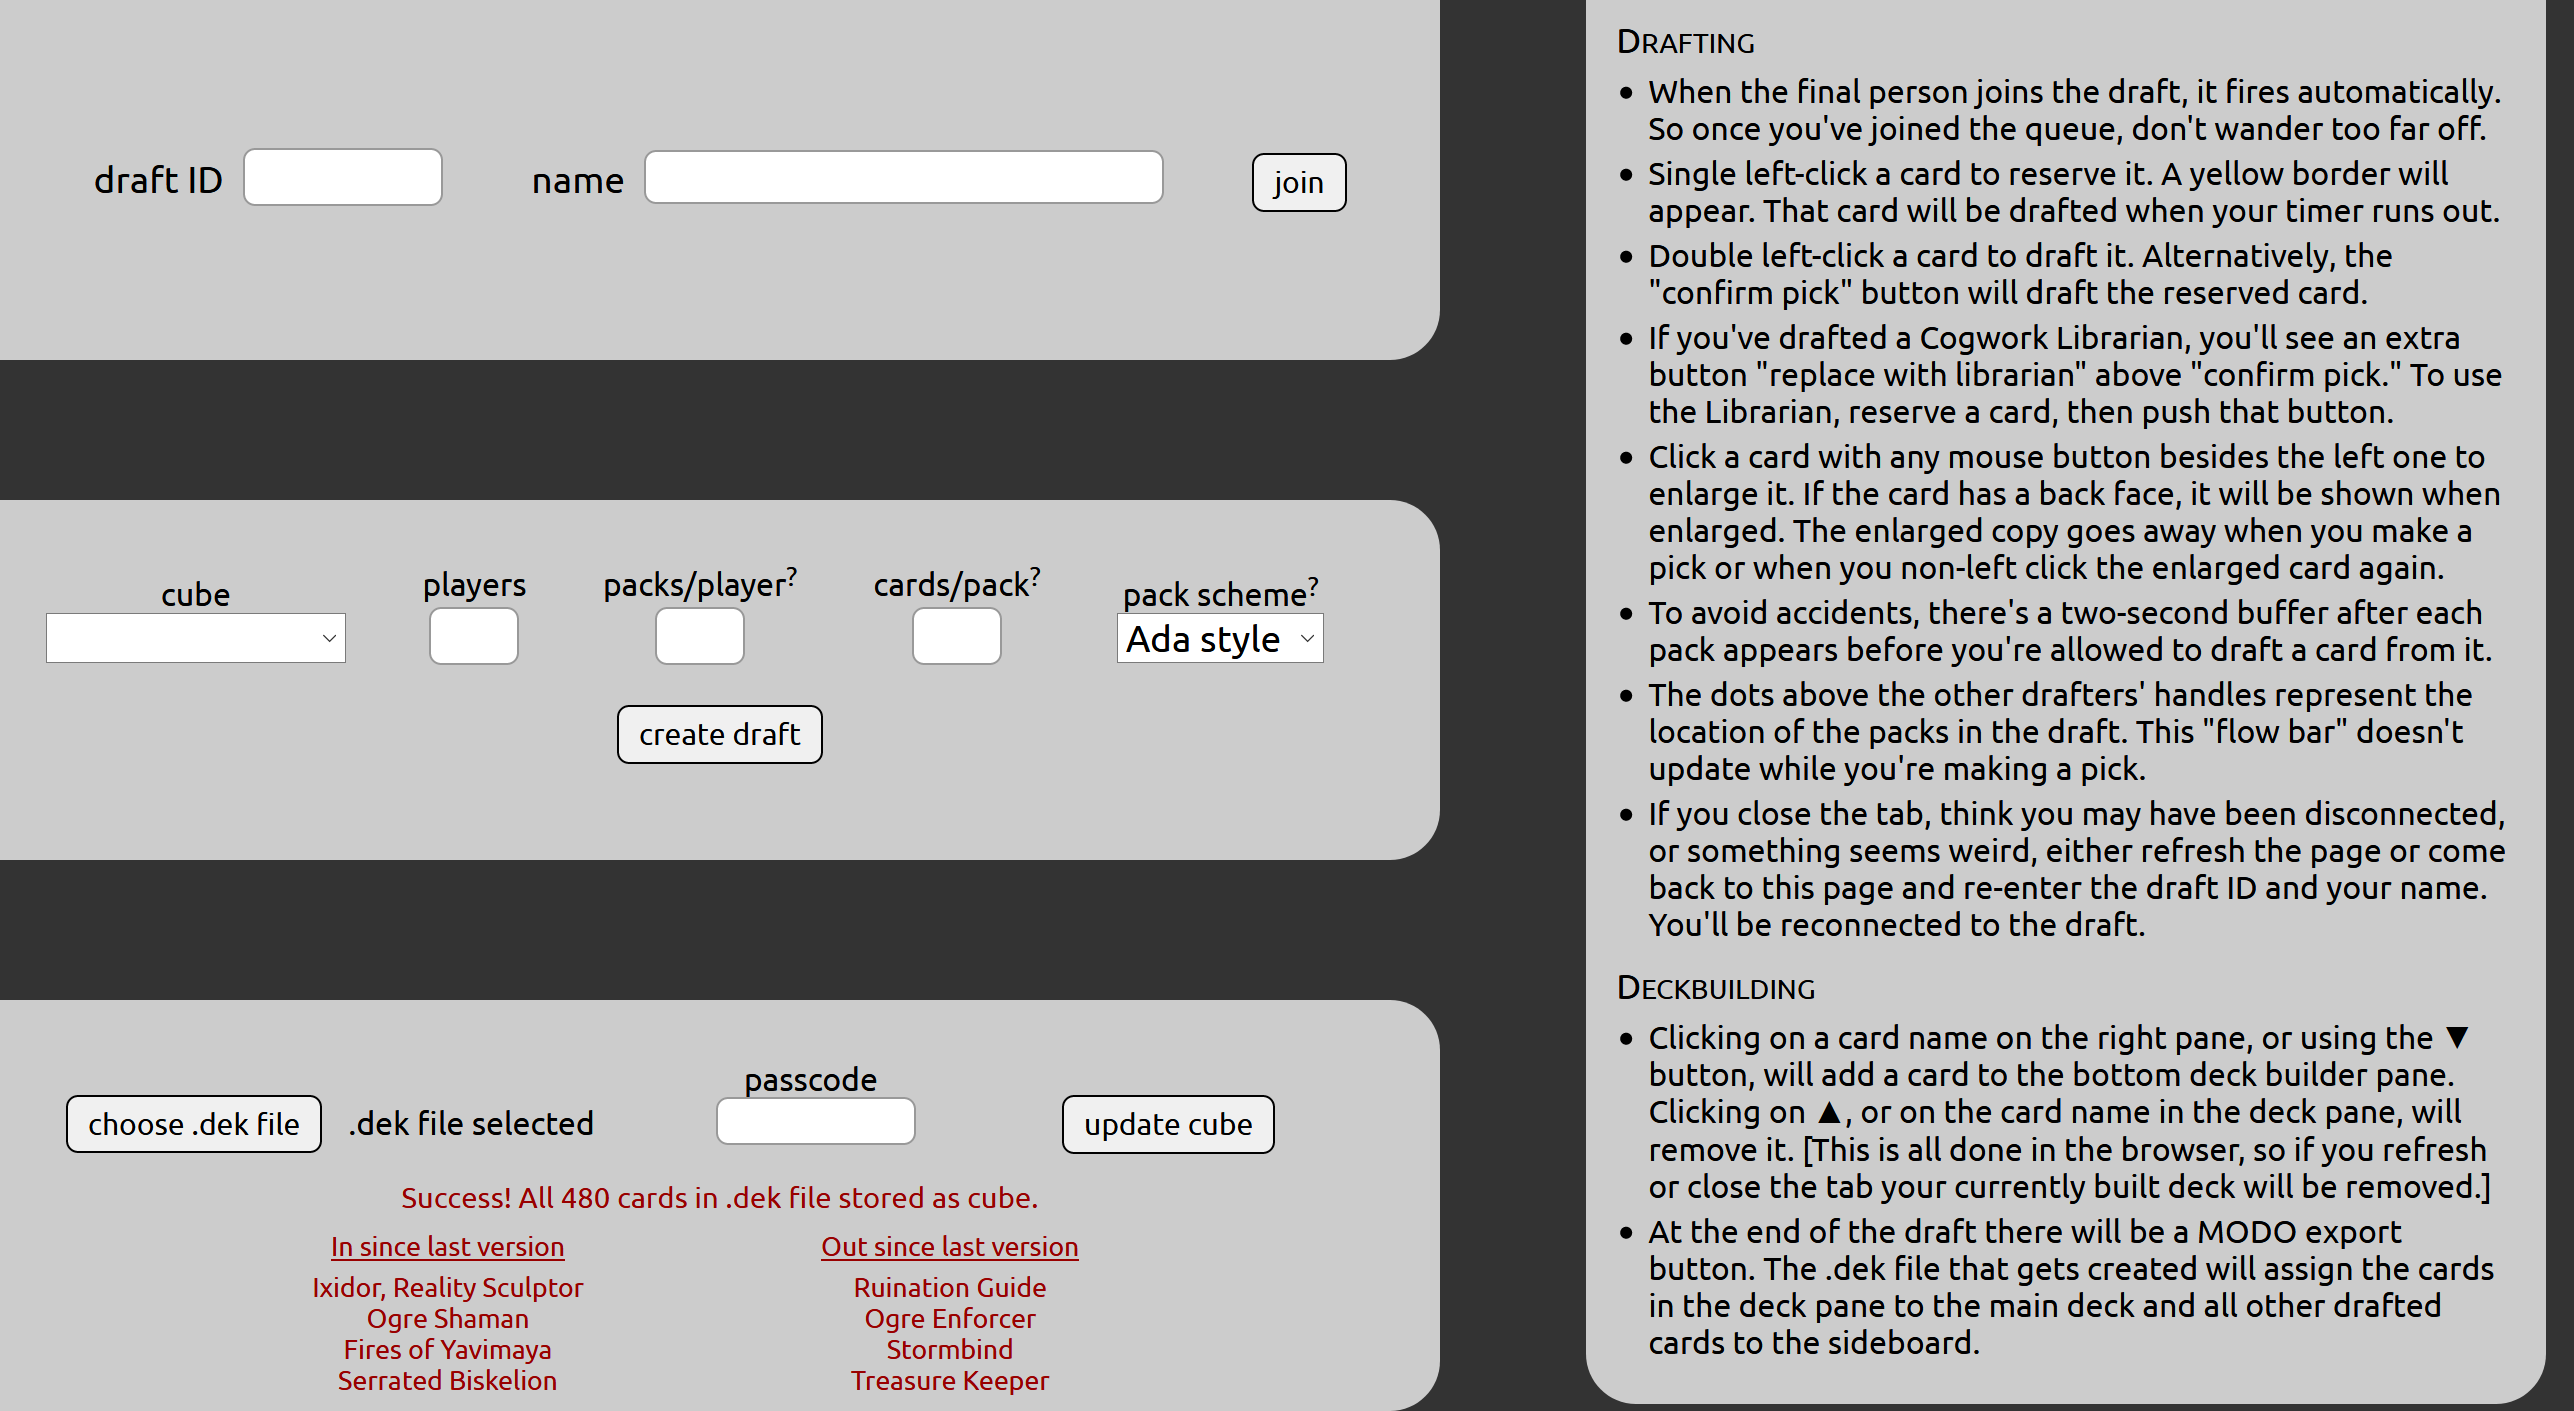 draft ID
name
join
cube
players
packs/player?
cards/pack?
pack scheme?
Ada style
create draft
passcode
choose .dek file
.dek file selected
update cube
Success! All 480 cards in .dek file stored as cube.
In since last version
Ixidor, Reality Sculptor
Ogre Shaman
Fires of Yavimaya
Serrated Biskelion
Out since last version
Ruination Guide
Ogre Enforcer
Stormbind
Treasure Keeper
DRAFTING
• When the final person joins the draft, it fires automatically.
So once you've joined the queue, don't wander too far off.
• Single left-click a card to reserve it. A yellow border will
appear. That card will be drafted when your timer runs out.
• Double left-click a card to draft it. Alternatively, the
"confirm pick" button will draft the reserved card.
• If you've drafted a Cogwork Librarian, you'll see an extra
button "replace with librarian" above "confirm pick." To use
the Librarian, reserve a card, then push that button.
• Click a card with any mouse button besides the left one to
enlarge it. If the card has a back face, it will be shown when
enlarged. The enlarged copy goes away when you make a
pick or when you non-left click the enlarged card again.
• To avoid accidents, there's a two-second buffer after each
pack appears before you're allowed to draft a card from it.
• The dots above the other drafters' handles represent the
location of the packs in the draft. This "flow bar" doesn't
update while you're making a pick.
• If you close the tab, think you may have been disconnected,
or something seems weird, either refresh the page or come
back to this page and re-enter the draft ID and your name.
You'll be reconnected to the draft.
DECKBUILDING
• Clicking on a card name on the right pane, or using the ▼
button, will add a card to the bottom deck builder pane.
Clicking on ▲, or on the card name in the deck pane, will
remove it. [This is all done in the browser, so if you refresh
or close the tab your currently built deck will be removed.]
• At the end of the draft there will be a MODO export
button. The .dek file that gets created will assign the cards
in the deck pane to the main deck and all other drafted
cards to the sideboard.